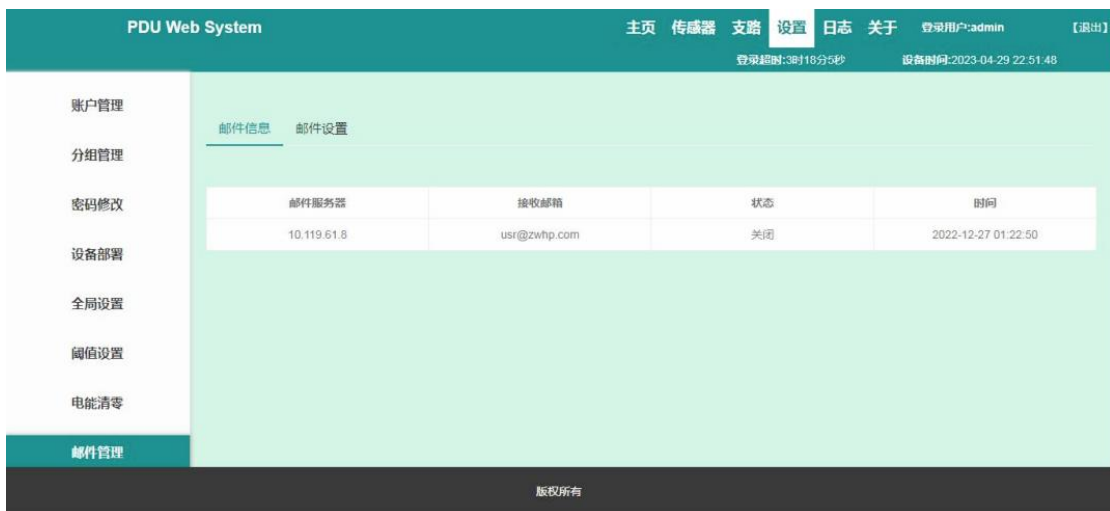 PDU Web System 主页 传感器 支路 设置 日志 关于 登录用户:admin 【退出】
登录超时:3时18分5秒 设备时间:2023-04-29 22:51:48
账户管理
分组管理
密码修改
设备部署
全局设置
阈值设置
电能清零
邮件管理
邮件信息 邮件设置
邮件服务器 接收邮箱 状态 时间
10.119.61.8 usr@zwhp.com 关闭 2022-12-27 01:22:50
版权所有